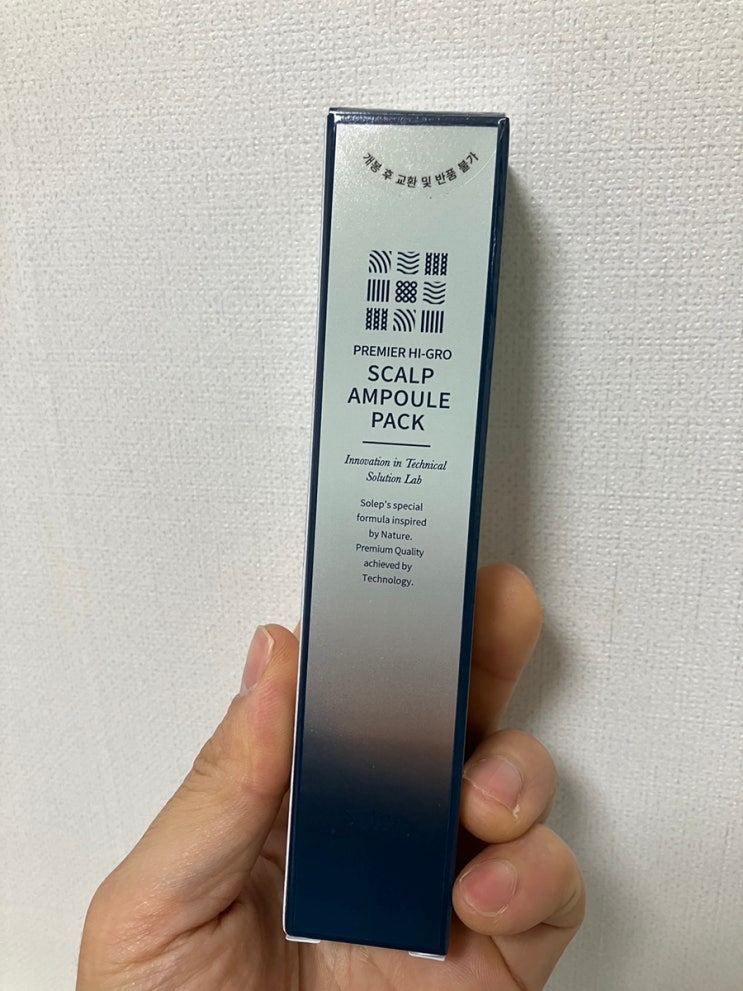 개봉 후 교환 및 반품 불가
PREMIER HI-GRO
SCALP
AMPOULE
PACK
Innovation in Technical
Solution Lab
Solep's special
formula inspired
by Nature.
Premium Quality
achieved by
Technology.